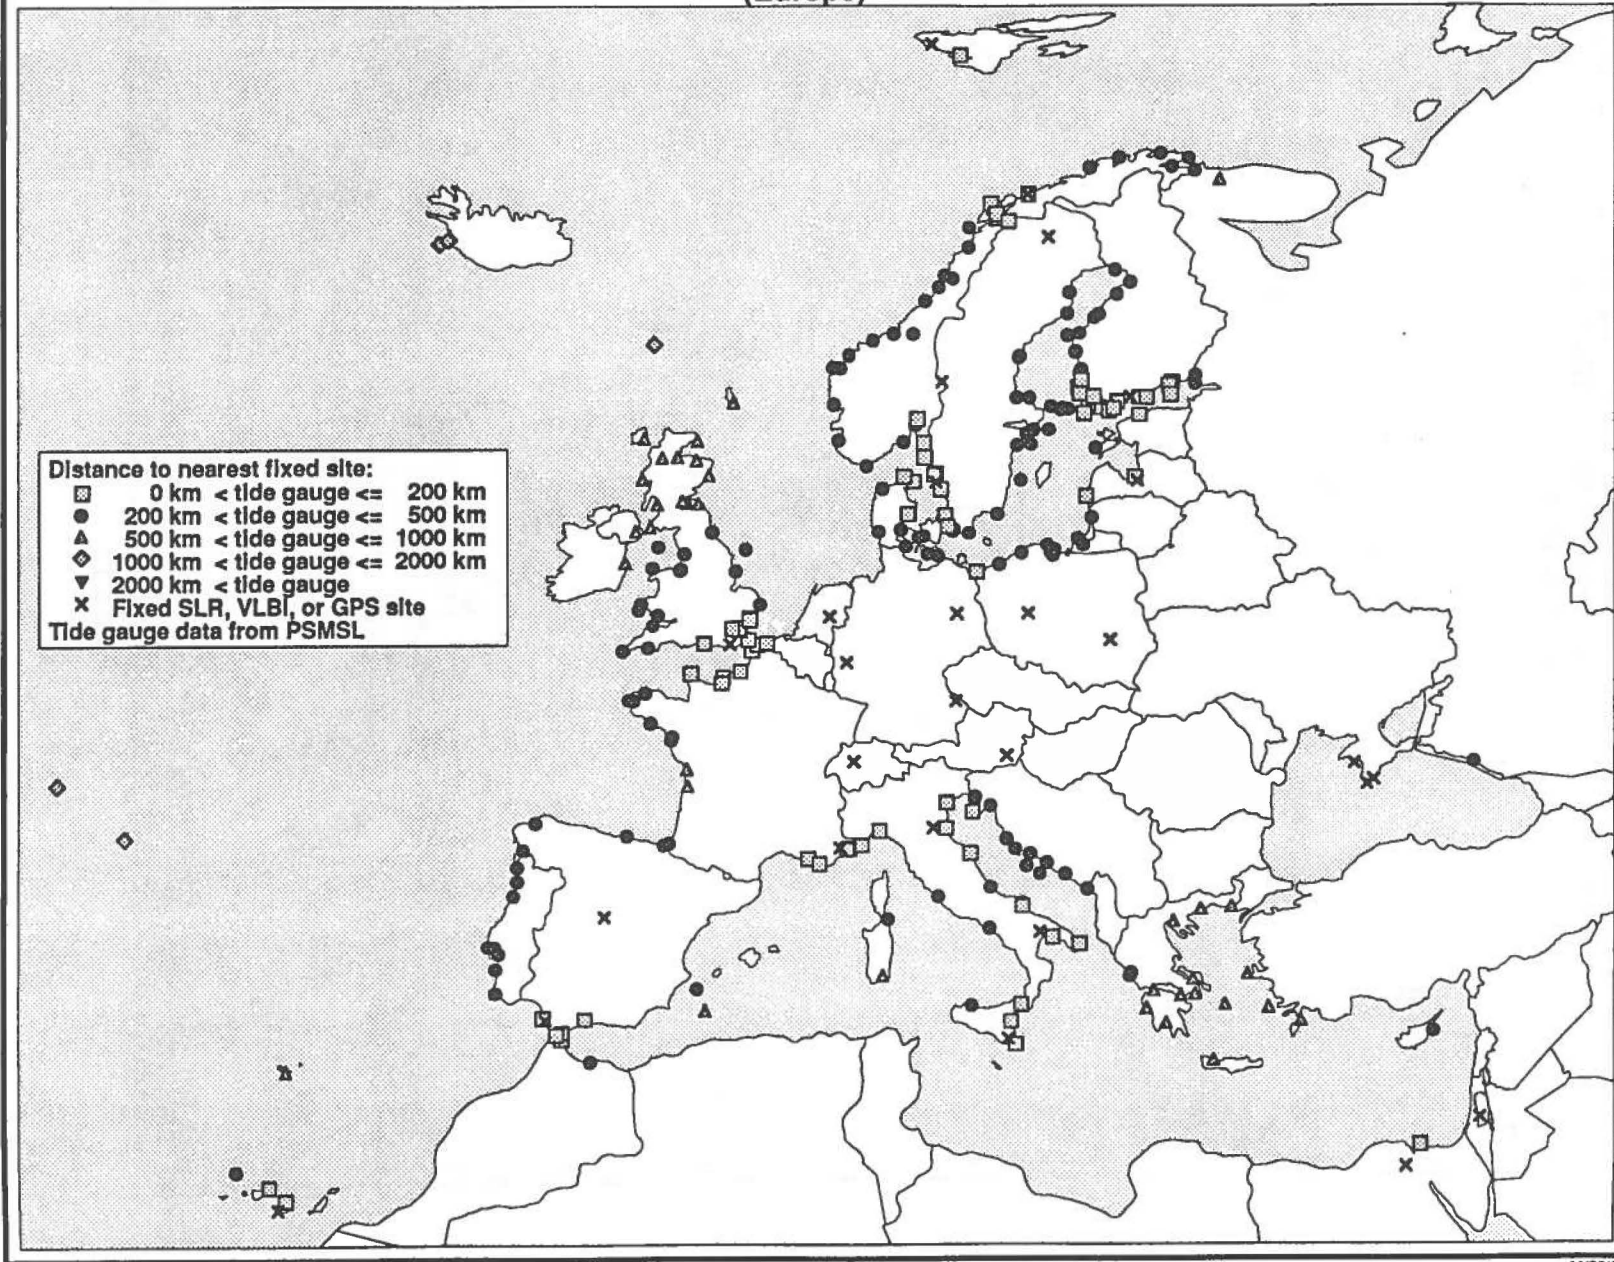 (Europe)
Distance to nearest fixed site:
0 km < tide gauge <= 200 km
200 km < tide gauge <= 500 km
500 km < tide gauge <= 1000 km
1000 km < tide gauge <= 2000 km
2000 km < tide gauge
Fixed SLR, VLBI, or GPS site
Tide gauge data from PSMSL